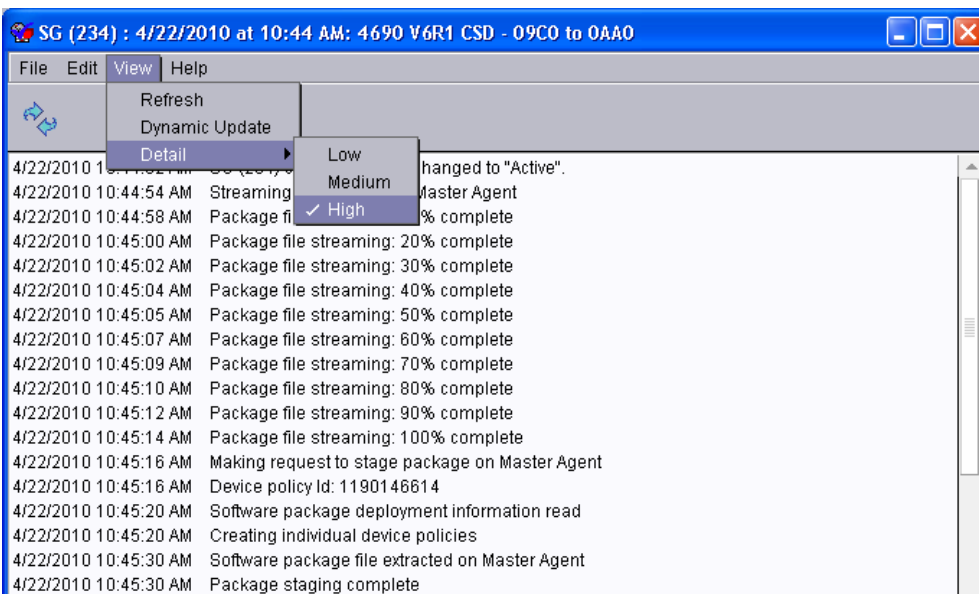 SG (234) : 4/22/2010 at 10:44 AM: 4690 V6R1 CSD - 09C0 to 0AA0
File Edit View Help
Refresh
Dynamic Update
Detail
Low
Medium
High
4/22/2010 hanged to "Active".
4/22/2010 10:44:54 AM Streaming Master Agent
4/22/2010 10:44:58 AM Package % complete
4/22/2010 10:45:00 AM Package file streaming: 20% complete
4/22/2010 10:45:02 AM Package file streaming: 30% complete
4/22/2010 10:45:04 AM Package file streaming: 40% complete
4/22/2010 10:45:05 AM Package file streaming: 50% complete
4/22/2010 10:45:07 AM Package file streaming: 60% complete
4/22/2010 10:45:09 AM Package file streaming: 70% complete
4/22/2010 10:45:10 AM Package file streaming: 80% complete
4/22/2010 10:45:12 AM Package file streaming: 90% complete
4/22/2010 10:45:14 AM Package file streaming: 100% complete
4/22/2010 10:45:16 AM Making request to stage package on Master Agent
4/22/2010 10:45:16 AM Device policy Id: 1190146614
4/22/2010 10:45:20 AM Software package deployment information read
4/22/2010 10:45:20 AM Creating individual device policies
4/22/2010 10:45:30 AM Software package file extracted on Master Agent
4/22/2010 10:45:30 AM Package staging complete